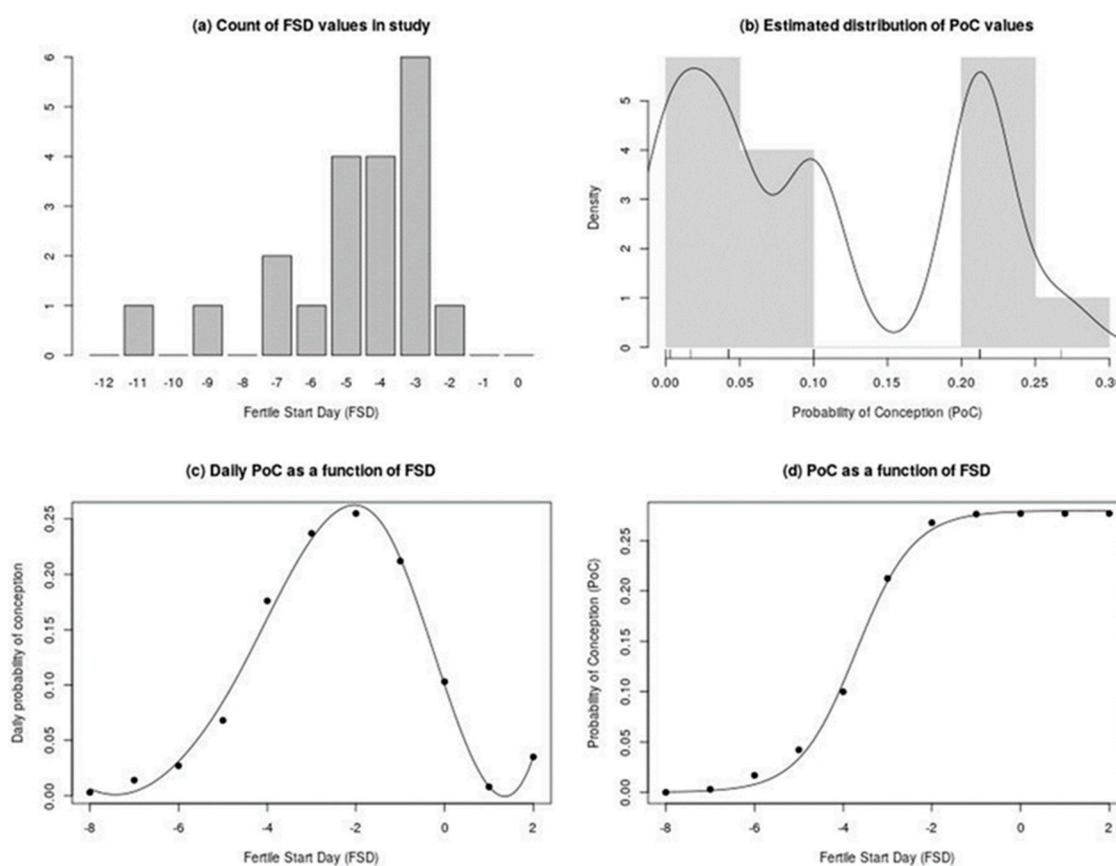 (a) Count of FSD values in study
6
5
4
3
2
1
0
-12 -11 -10 -9 -8 -7 -6 -5 -4 -3 -2 -1 0
Fertile Start Day (FSD)
(b) Estimated distribution of PoC values
Density
5
4
3
2
1
0
0.00 0.05 0.10 0.15 0.20 0.25 0.30
Probability of Conception (PoC)
(c) Daily PoC as a function of FSD
Daily probability of conception
0.25
0.20
0.15
0.10
0.05
0.00
-8 -6 -4 -2 0 2
Fertile Start Day (FSD)
(d) PoC as a function of FSD
Probability of Conception (PoC)
0.25
0.20
0.15
0.10
0.05
0.00
-8 -6 -4 -2 0 2
Fertile Start Day (FSD)